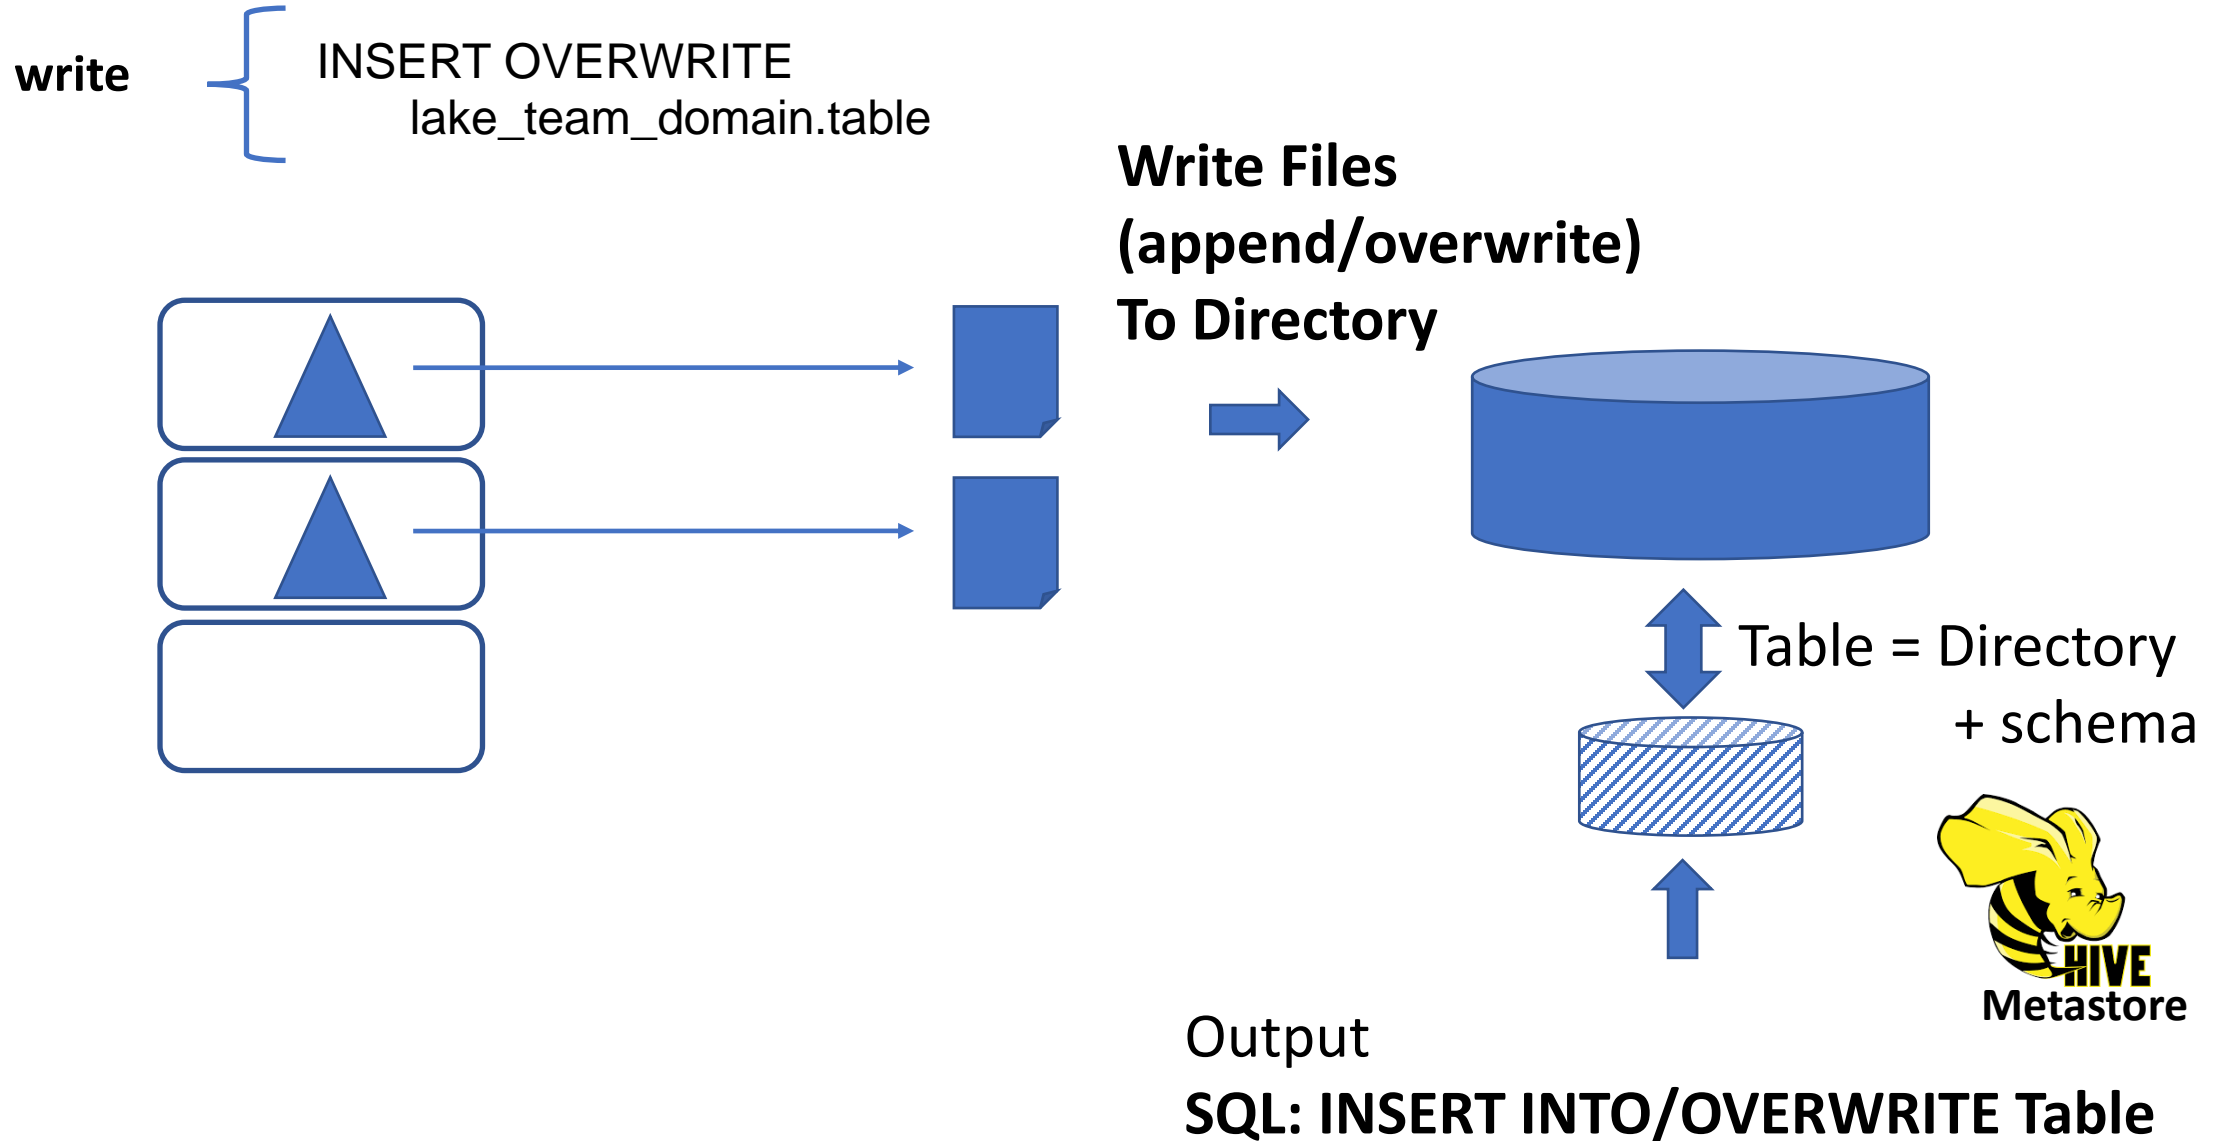 write
INSERT OVERWRITE
lake_team_domain.table
Write Files
(append/overwrite)
To Directory
Table = Directory
+ schema
HIVE
Metastore
Output
SQL: INSERT INTO/OVERWRITE Table